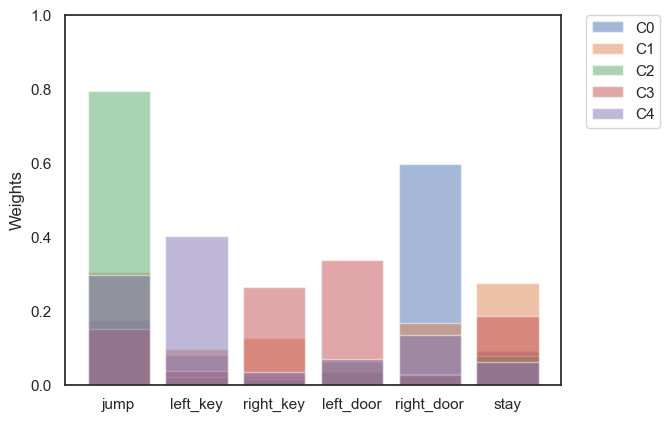 1.0
0.8
0.6
0.4
0.2
0.0
Weights
jump left_key right_key left_door right_door stay
C0
C1
C2
C3
C4